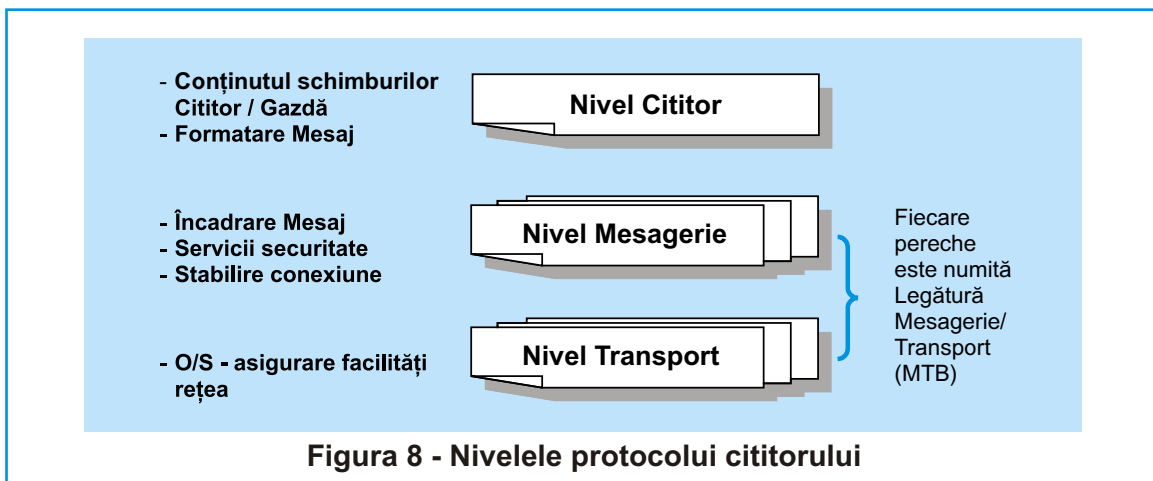 - Conținutul schimburilor
Cititor / Gazdă
- Formatare Mesaj
Nivel Cititor
- Încadrare Mesaj
- Servicii securitate
- Stabilire conexiune
Nivel Mesagerie
- O/S - asigurare facilități
rețea
Nivel Transport
Fiecare
pereche
este numită
Legătură
Mesagerie/
Transport
(MTB)
Figura 8 - Nivelele protocolui cititorului